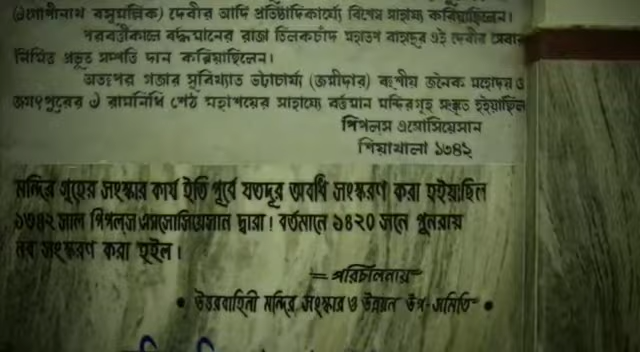 (৺গোপীনাথ বসুমল্লিক) দেবীর আদি প্রতিষ্ঠাদিকার্য্যে বিশেষ সাহায্য করিয়াছিলেন।
পরবর্ত্তীকালে বর্দ্ধমানের রাজা তিলকচাঁদ মহাতপ বাহাদুর এই দেবীর সেবার
নিমিত্ত প্রভূত সম্পত্তি দান করিয়াছিলেন।
অতঃপর গজার সুবিখ্যাত ভট্টাচার্য্য (জমীদার) বংশীয় জনৈক মহোদয় ও
জগৎপুরের ৺ রামনিধি শেঠ মহাশয়ের সাহায্যে বর্ত্তমান মন্দিরগৃহ সংস্কৃত হইয়াছিল
পিপলস এসোসিয়েসান
শিয়াখালা ১৩৪২
মন্দির গৃহের সংস্কার কার্য ইতি পূর্বে যতদূর অবধি সংস্করণ করা হইয়াছিল
১৩৪২ সাল পিপলস্ এসোসিয়েসান দ্বারা। বর্তমানে ১৪২০ সনে পুনরায়
নব সংস্করণ করা হইল।
= পরিচালনায় =
• উত্তরবাহিনী মন্দির সংস্কার ও উন্নয়ন উপ-সমিতি •